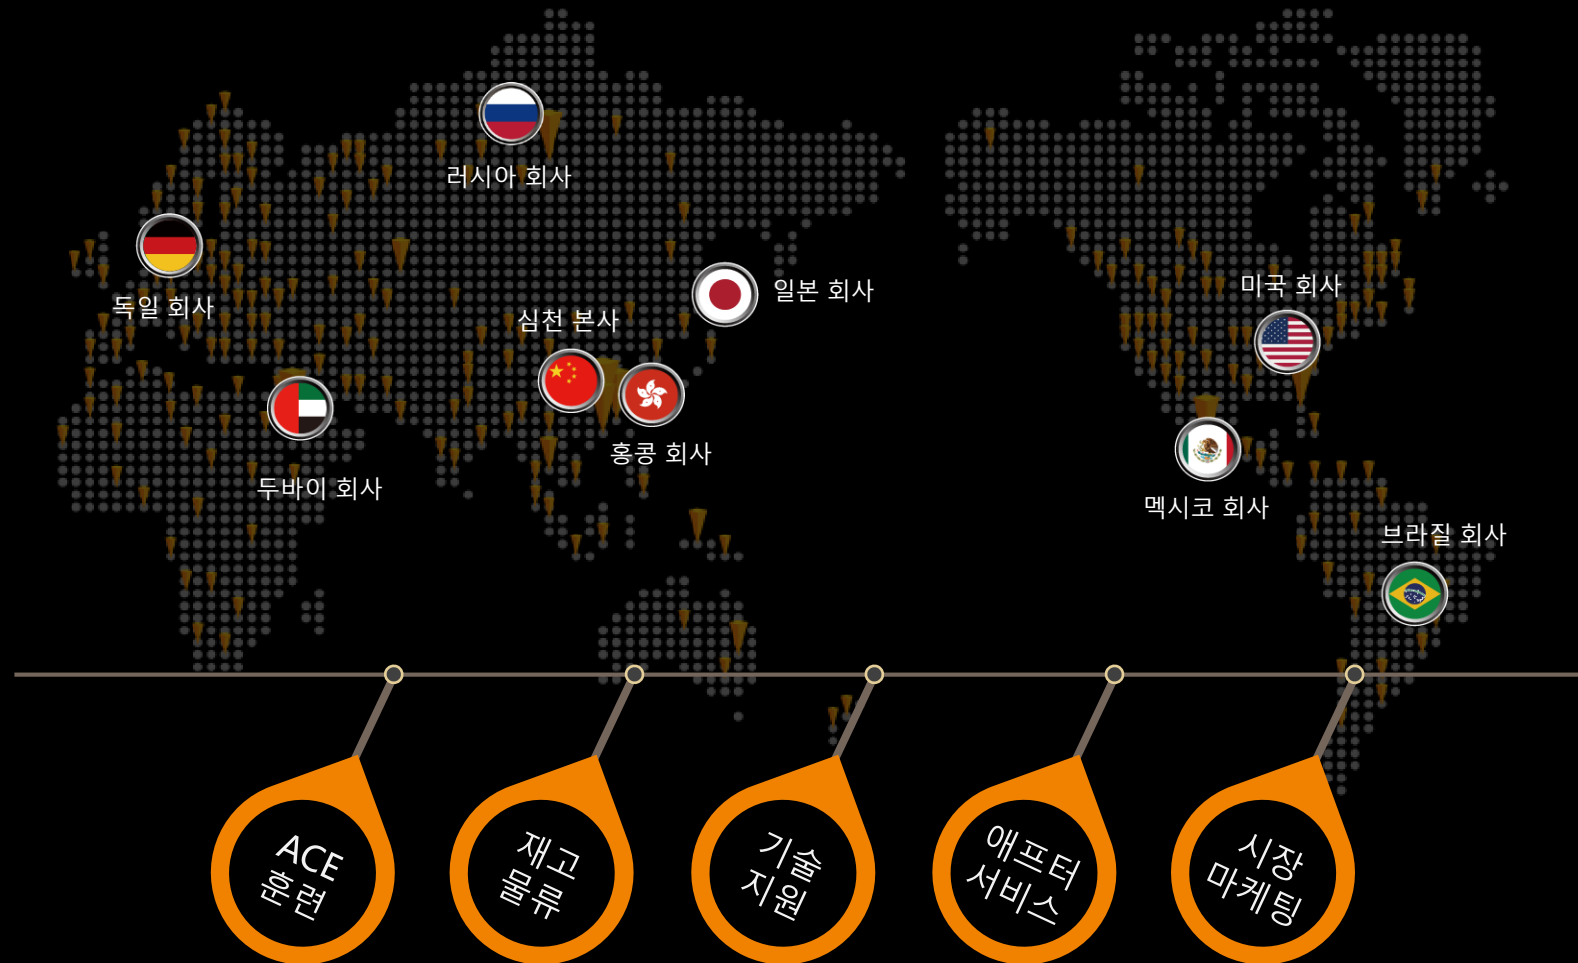 러시아 회사
독일 회사
일본 회사
미국 회사
심천 본사
홍콩 회사
두바이 회사
멕시코 회사
브라질 회사
ACE
훈련
재고
물류
기술
지원
애프터
서비스
시장
마케팅